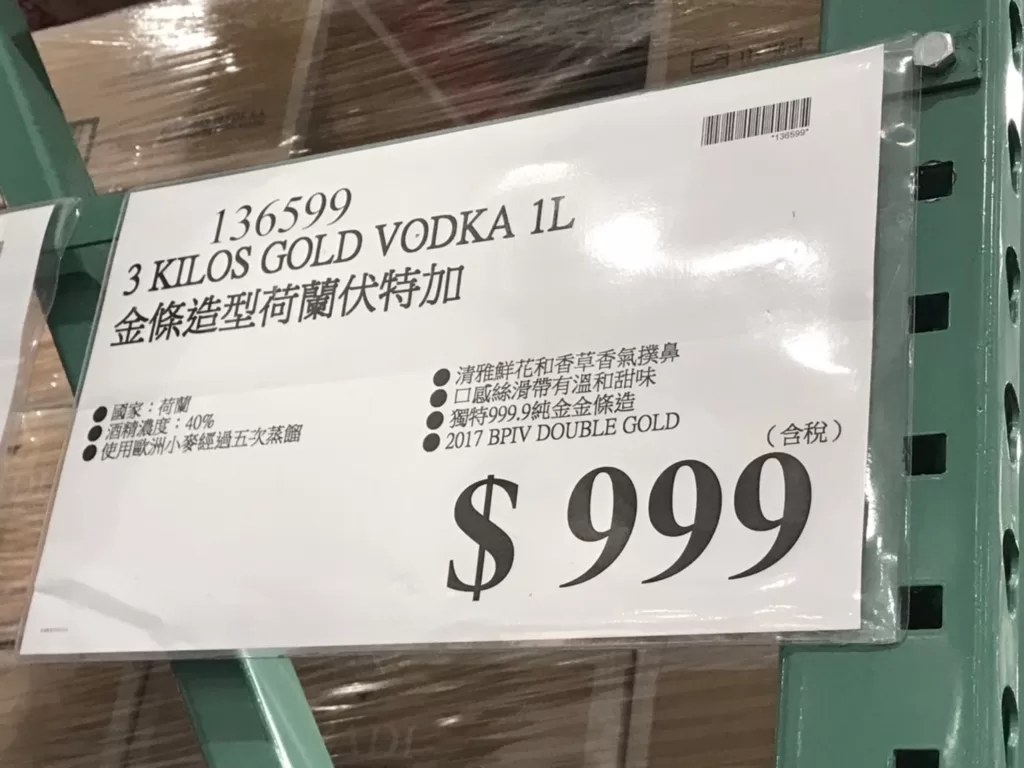 *136599*
136599
3 KILOS GOLD VODKA 1L
金條造型荷蘭伏特加
●國家：荷蘭
●酒精濃度：40%
●使用歐洲小麥經過五次蒸餾
●清雅鮮花和香草香氣撲鼻
●口感絲滑帶有溫和甜味
●獨特999.9純金金條造
●2017 BPIV DOUBLE GOLD
（含稅）
$ 999